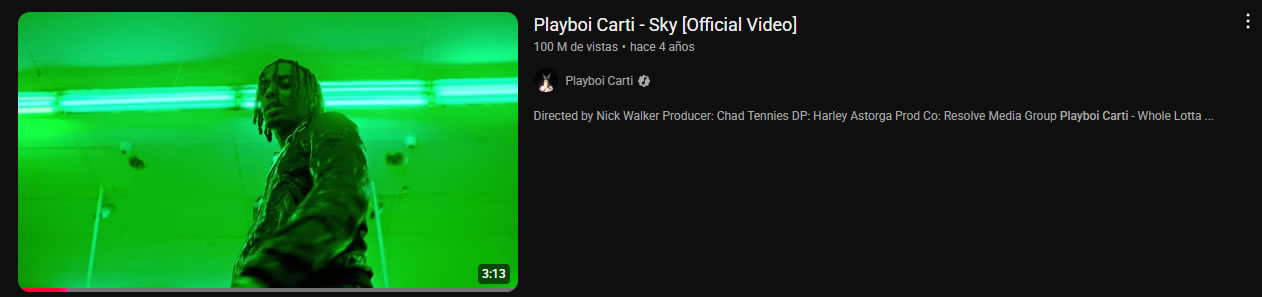 Playboi Carti - Sky [Official Video]
100 M de vistas • hace 4 años
Playboi Carti
Directed by Nick Walker Producer: Chad Tennies DP: Harley Astorga Prod Co: Resolve Media Group Playboi Carti - Whole Lotta ...
3:13